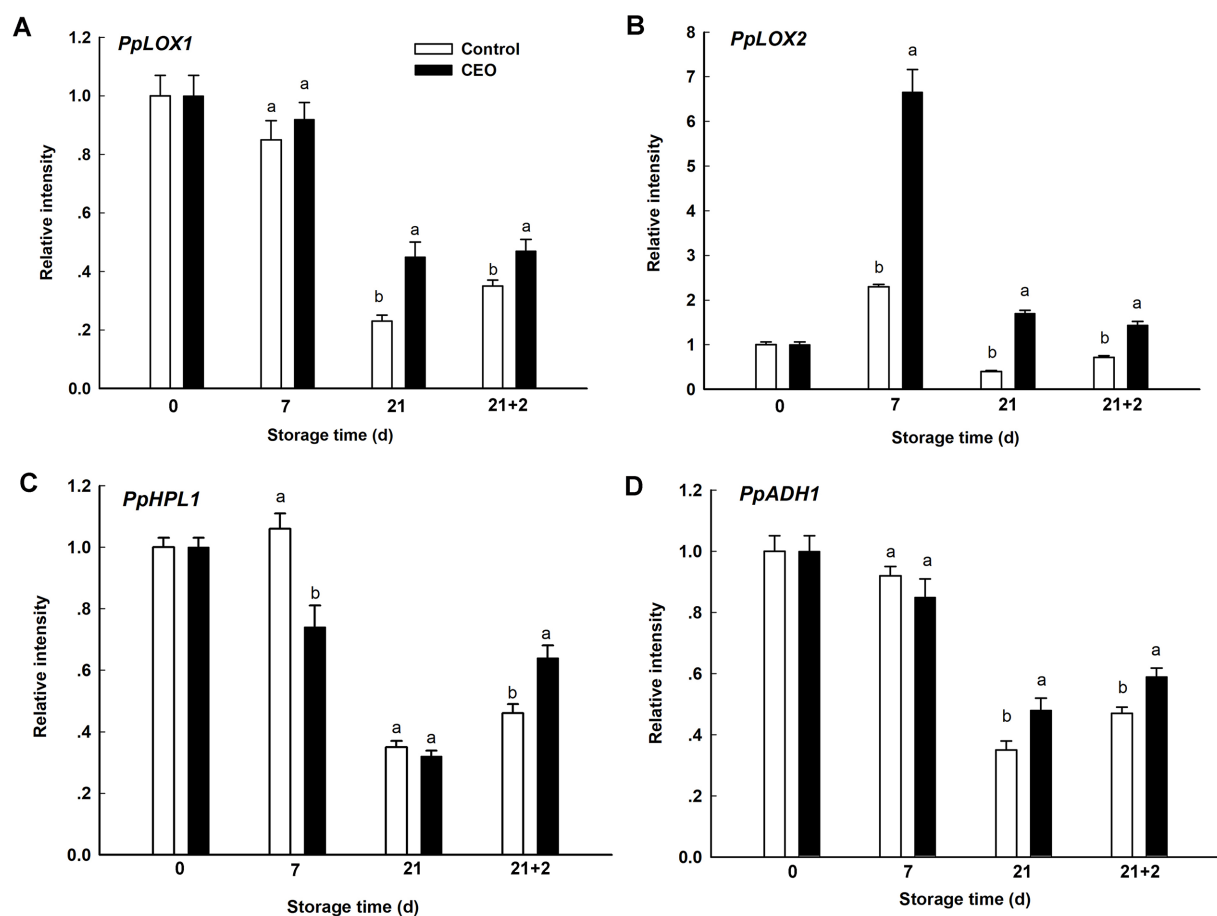 A
PpLOX1
Control
CEO
1.2
1.0
.8
.6
.4
.2
0.0
Relative intensity
a
a
b
a
b
a
0
7
21
21+2
Storage time (d)
B
PpLOX2
8
7
6
5
4
3
2
1
0
Relative intensity
b
a
b
a
b
a
0
7
21
21+2
Storage time (d)
C
PpHPL1
1.2
1.0
.8
.6
.4
.2
0.0
Relative intensity
a
b
a
a
b
a
0
7
21
21+2
Storage time (d)
D
PpADH1
1.2
1.0
.8
.6
.4
.2
0.0
Relative intensity
a
a
b
a
b
a
0
7
21
21+2
Storage time (d)